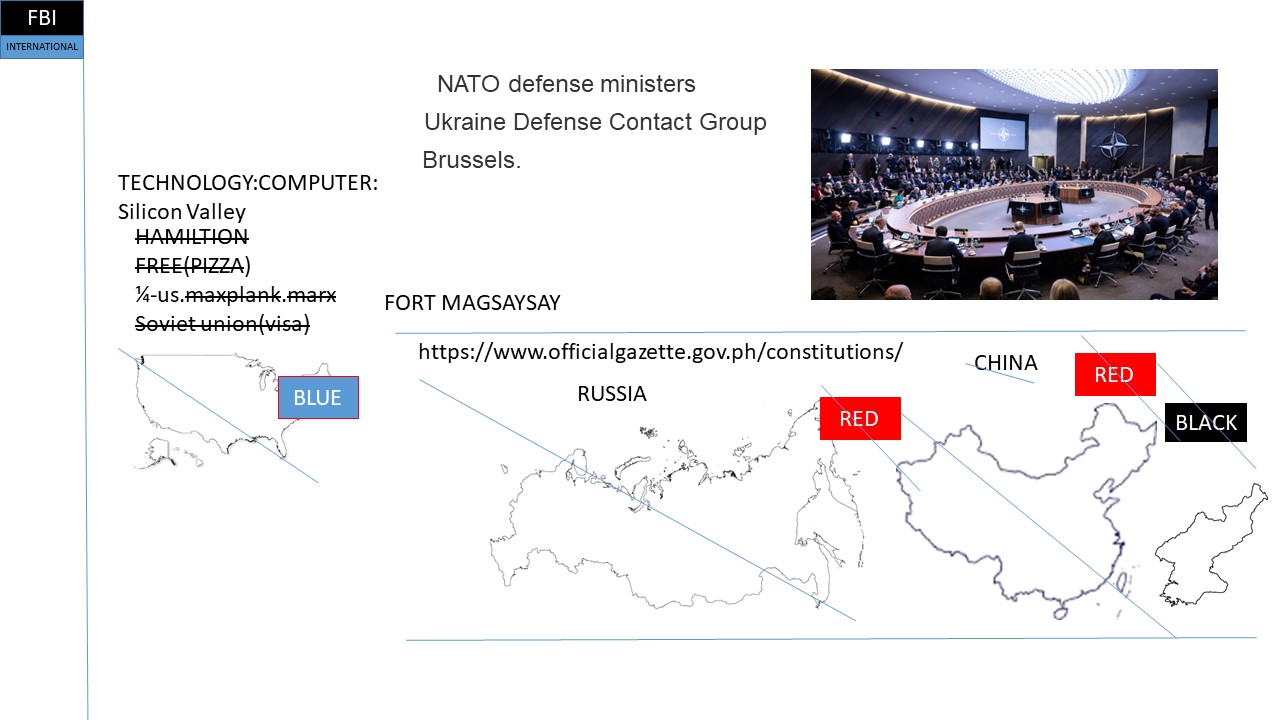 FBI
INTERNATIONAL
NATO defense ministers
Ukraine Defense Contact Group
Brussels.
TECHNOLOGY:COMPUTER:
Silicon Valley
HAMILTION
FREE(PIZZA)
¼-us.maxplank.marx
Soviet union(visa)
FORT MAGSAYSAY
https://www.officialgazette.gov.ph/constitutions/
CHINA
RED
RUSSIA
BLUE
RED
BLACK